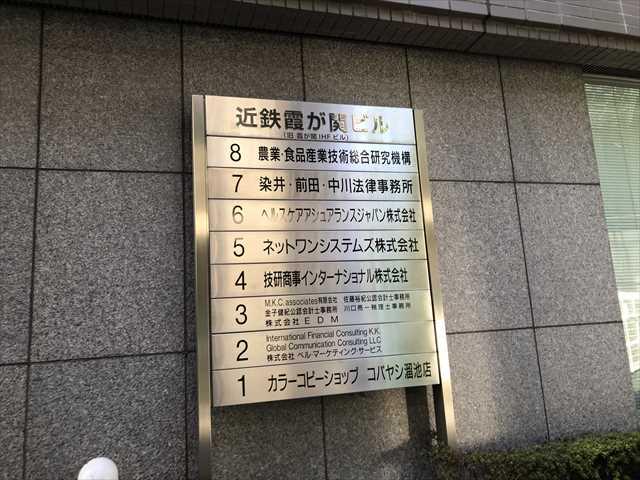 近鉄霞が関ビル
(旧 霞が関IHFビル)
8 農業・食品産業技術総合研究機構
7 染井・前田・中川法律事務所
6 ヘルスケアアシュアランスジャパン株式会社
5 ネットワンシステムズ株式会社
4 技研商事インターナショナル株式会社
3 M.K.C. associates有限会社 佐藤裕紀公認会計士事務所
金子健紀公認会計士事務所 川口亮一税理士事務所
株式会社EDM
2 International Financial Consulting K.K.
Global Communication Consulting LLC
株式会社 ベル・マーケティング・サービス
1 カラーコピーショップ コバヤシ溜池店